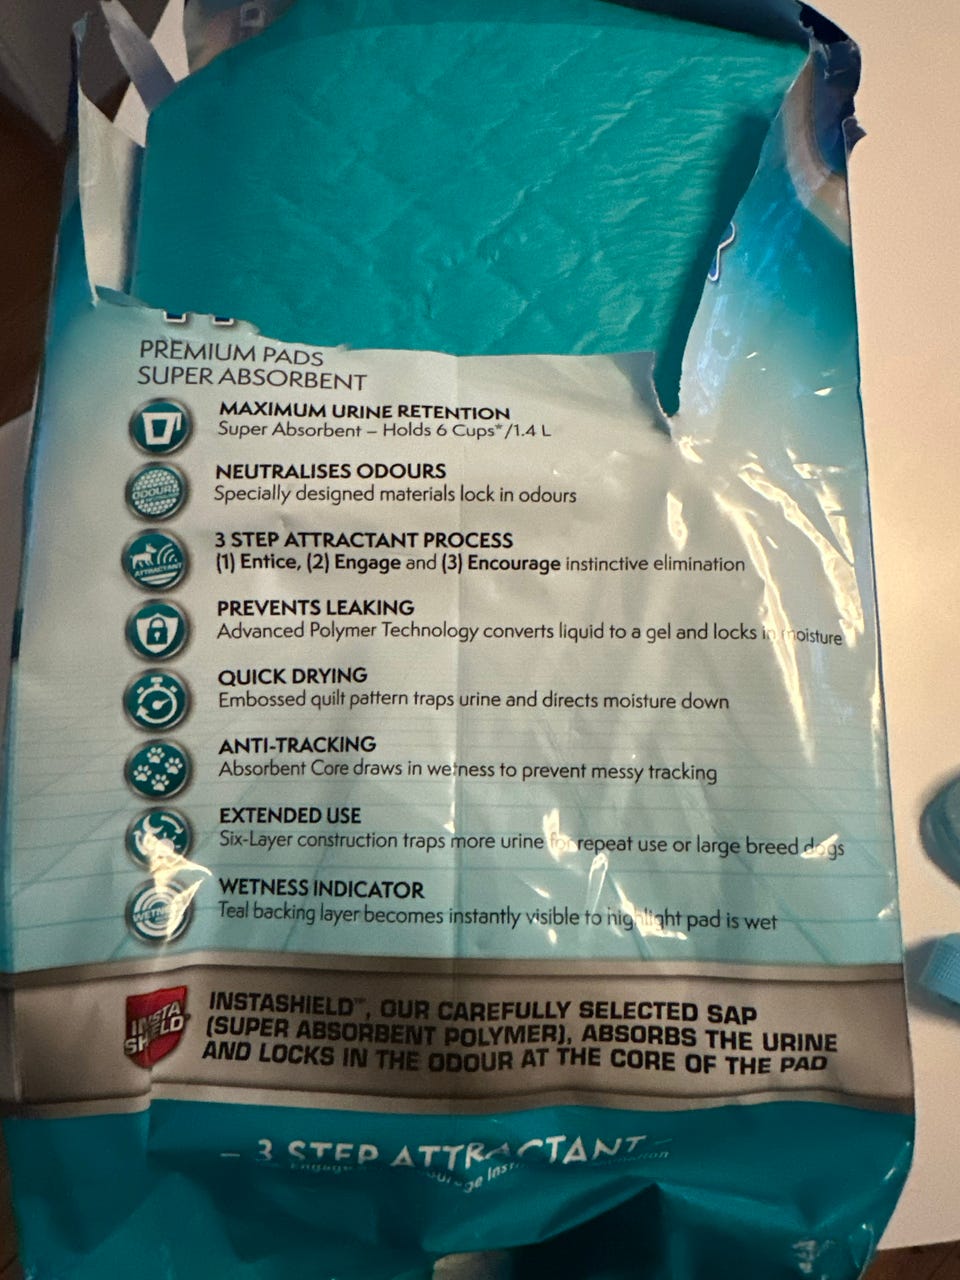 PREMIUM PADS
SUPER ABSORBENT
MAXIMUM URINE RETENTION
Super Absorbent – Holds 6 Cups*/1.4 L
ODOUR
NEUTRALISES ODOURS
Specially designed materials lock in odours
3 STEP ATTRACTANT PROCESS
(1) Entice, (2) Engage and (3) Encourage instinctive elimination
ATTRACTANT
PREVENTS LEAKING
Advanced Polymer Technology converts liquid to a gel and locks in moisture
QUICK DRYING
Embossed quilt pattern traps urine and directs moisture down
ANTI-TRACKING
Absorbent Core draws in wetness to prevent messy tracking
EXTENDED USE
Six-Layer construction traps more urine for repeat use or large breed dogs
WETNESS INDICATOR
Teal backing layer becomes instantly visible to highlight pad is wet
INSTA
SHIELD
INSTASHIELD™, OUR CAREFULLY SELECTED SAP
(SUPER ABSORBENT POLYMER), ABSORBS THE URINE
AND LOCKS IN THE ODOUR AT THE CORE OF THE PAD
– 3 STEP ATTRACTANT –